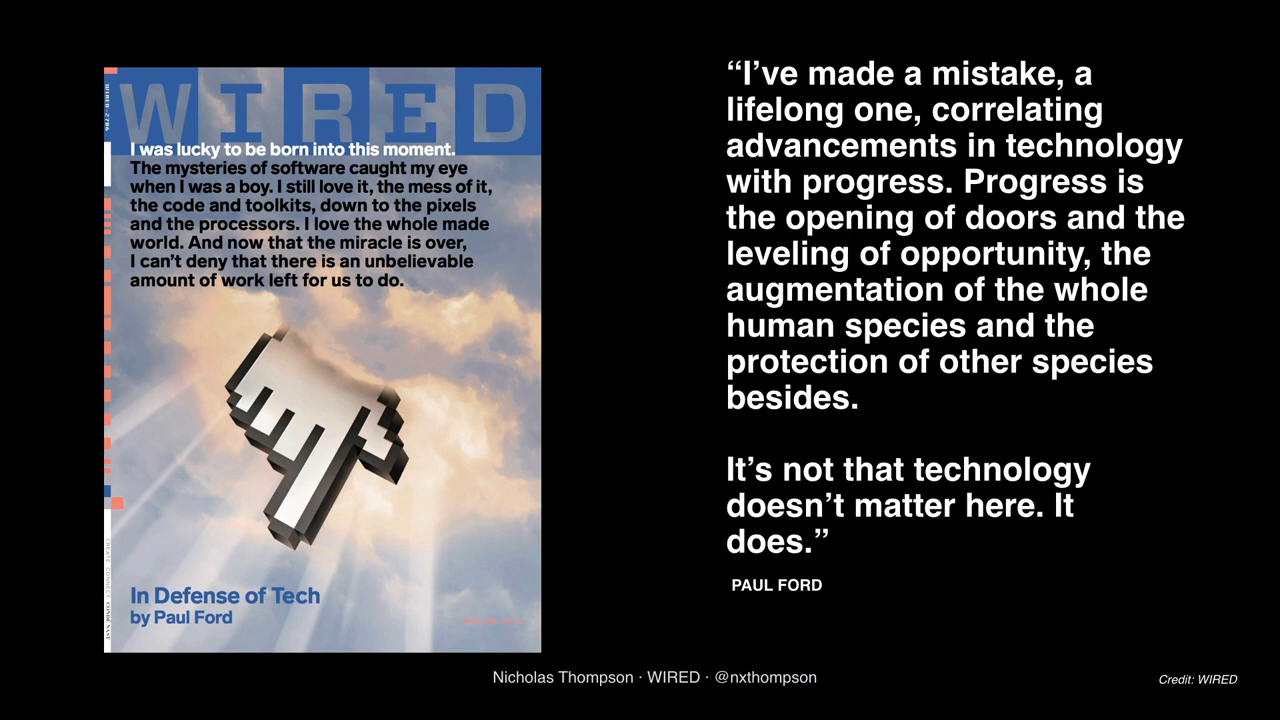 WIRED
I was lucky to be born into this moment.
The mysteries of software caught my eye
when I was a boy. I still love it, the mess of it,
the code and toolkits, down to the pixels
and the processors. I love the whole made
world. And now that the miracle is over,
I can’t deny that there is an unbelievable
amount of work left for us to do.
In Defense of Tech
by Paul Ford
“I’ve made a mistake, a
lifelong one, correlating
advancements in technology
with progress. Progress is
the opening of doors and the
leveling of opportunity, the
augmentation of the whole
human species and the
protection of other species
besides.
It’s not that technology
doesn’t matter here. It
does.”
PAUL FORD
Nicholas Thompson · WIRED · @nxthompson
Credit: WIRED